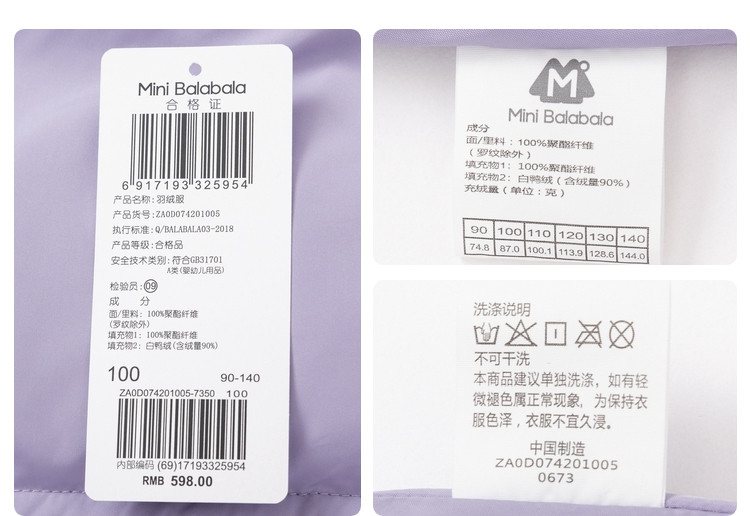 Mini Balabala
合格证
6 917193 325954
产品名称: 羽绒服
产品货号: ZA0D074201005
执行标准: Q/BALABALA03-2018
产品等级: 合格品
安全技术类别: 符合GB31701
A类(婴幼儿用品)
检验员: 09
成 分
面/里料: 100%聚酯纤维
(罗纹除外)
填充物1: 100%聚酯纤维
填充物2: 白鸭绒(含绒量90%)
100 90-140
ZA0D074201005-7350 100
内部编码 (69)17193325954
RMB 598.00
M
Mini Balabala
成分
面/里料: 100%聚酯纤维
(罗纹除外)
填充物1: 100%聚酯纤维
填充物2: 白鸭绒(含绒量90%)
充绒量(单位: 克)
90 100 110 120 130 140
74.8 87.0 100.1 113.9 128.6 144.0
洗涤说明
不可干洗
本商品建议单独洗涤, 如有轻
微褪色属正常现象, 为保持衣
服色泽, 衣服不宜久浸。
中国制造
ZA0D074201005
0673